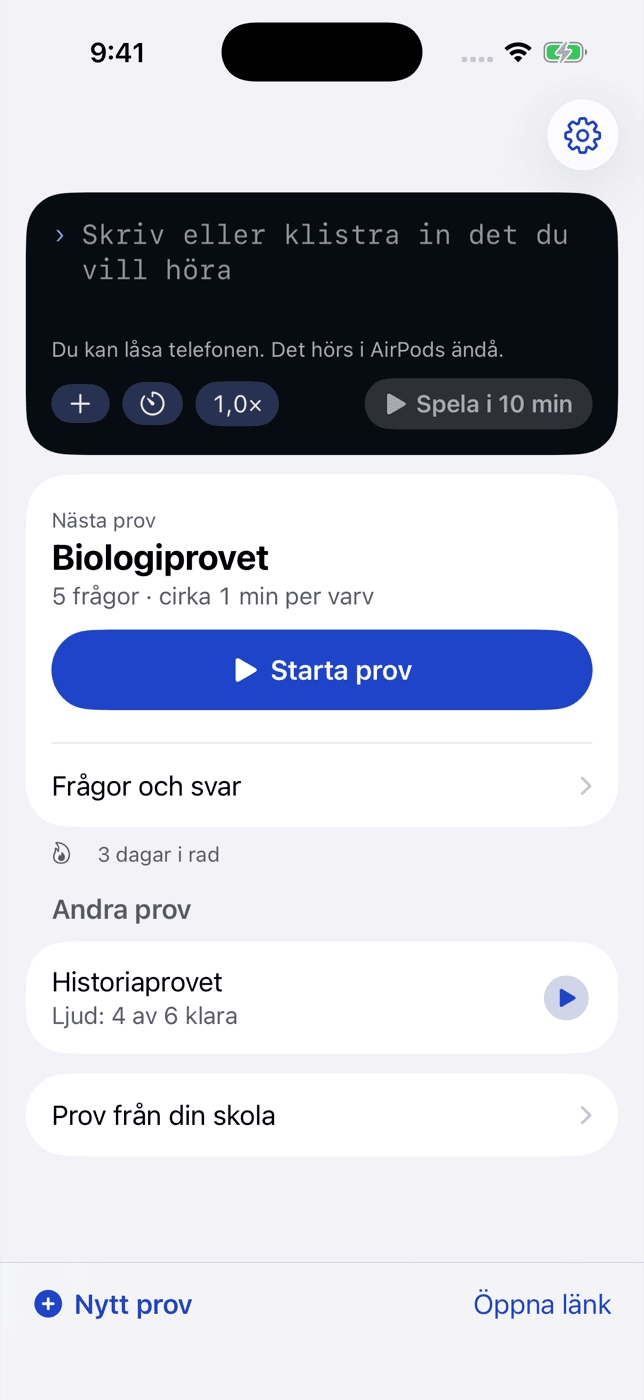 9:41
› Skriv eller klistra in det du
vill höra
Du kan låsa telefonen. Det hörs i AirPods ändå.
1,0×
Spela i 10 min
Nästa prov
Biologiprovet
5 frågor · cirka 1 min per varv
Starta prov
Frågor och svar
3 dagar i rad
Andra prov
Historiaprovet
Ljud: 4 av 6 klara
Prov från din skola
Nytt prov
Öppna länk